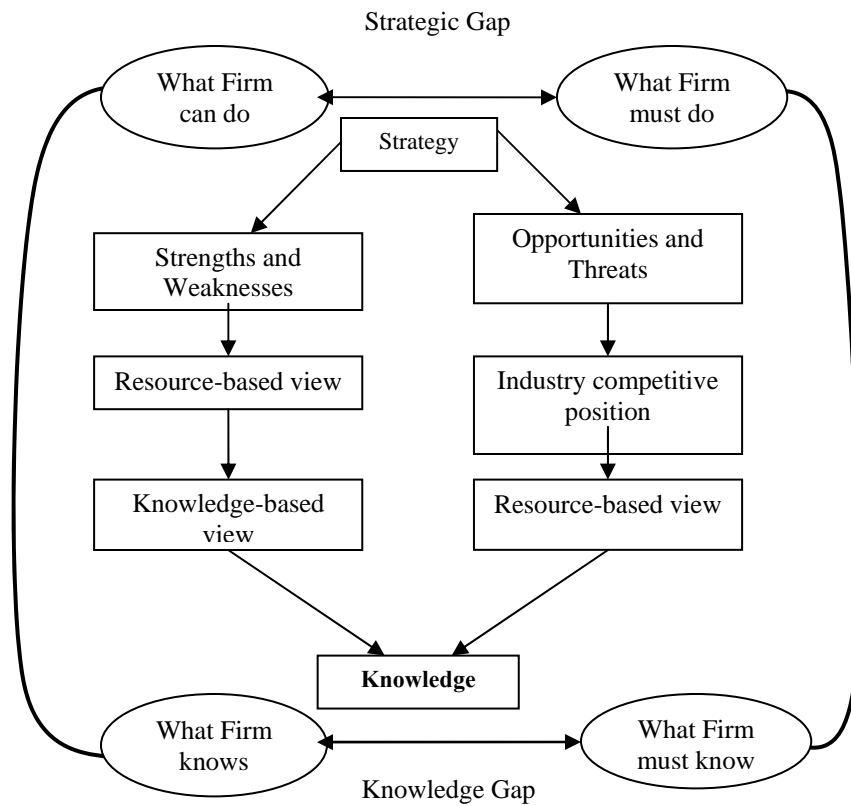 Strategic Gap
What Firm
can do
What Firm
must do
Strategy
Strengths and
Weaknesses
Opportunities and
Threats
Resource-based view
Industry competitive
position
Knowledge-based
view
Resource-based view
Knowledge
What Firm
knows
What Firm
must know
Knowledge Gap